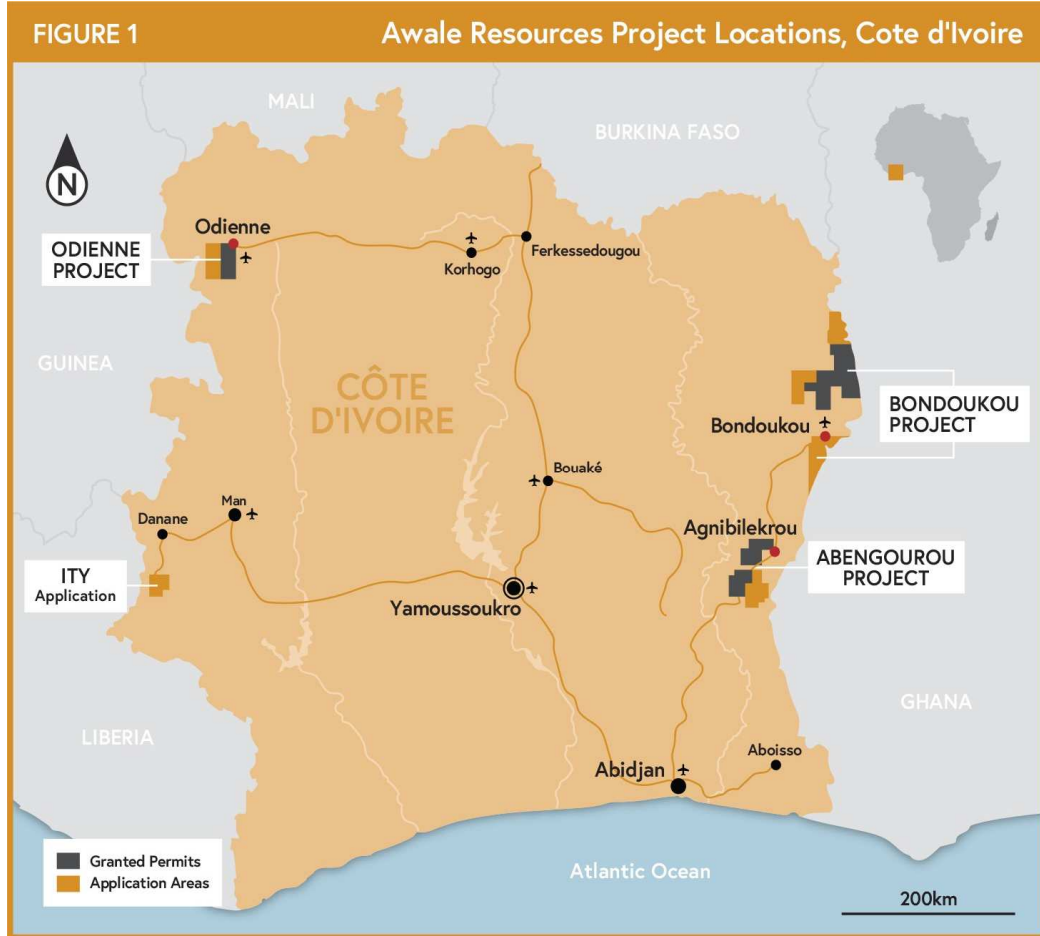 FIGURE 1
Awale Resources Project Locations, Cote d'Ivoire
MALI
BURKINA FASO
N
Odienne
ODIENNE
PROJECT
Korhogo
Ferkessedougou
GUINEA
CÔTE
D'IVOIRE
BONDOUKOU
PROJECT
Bondoukou
Bouaké
Man
Danane
Agnibilekrou
ABENGOUROU
PROJECT
ITY
Application
Yamoussoukro
GHANA
LIBERIA
Abidjan
Aboisso
Granted Permits
Application Areas
Atlantic Ocean
200km